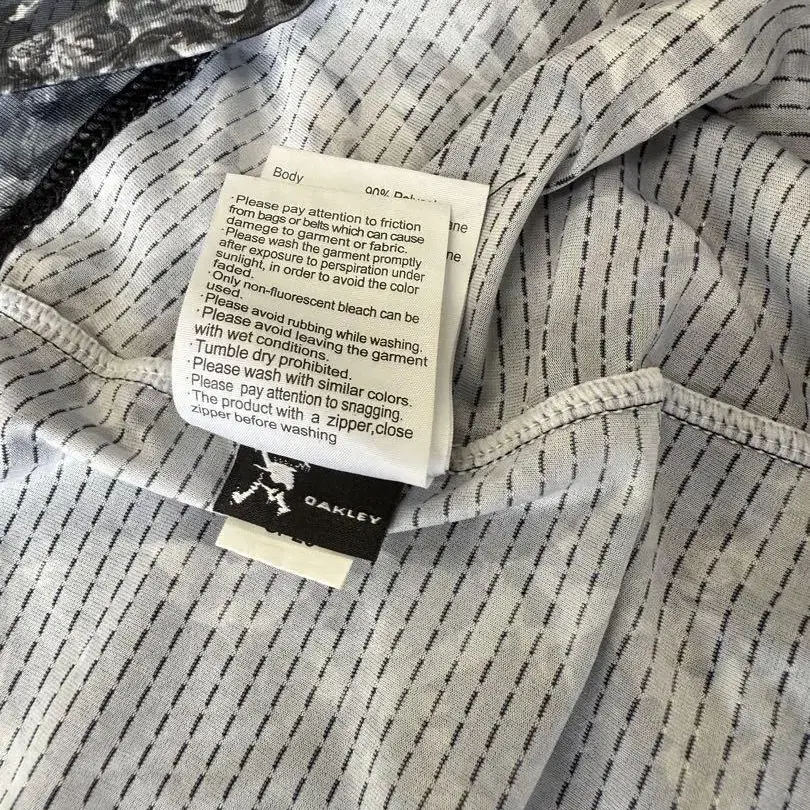 Body 90%
·Please pay attention to friction
from bags or belts which can cause
damege to garment or fabric.
·Please wash the garment promptly
after exposure to perspiration under
sunlight, in order to avoid the color
faded.
·Only non-fluorescent bleach can be
used.
·Please avoid rubbing while washing.
·Please avoid leaving the garment
with wet conditions.
·Tumble dry prohibited.
·Please wash with similar colors.
·Please pay attention to snagging.
·The product with a zipper,close
zipper before washing
OAKLEY